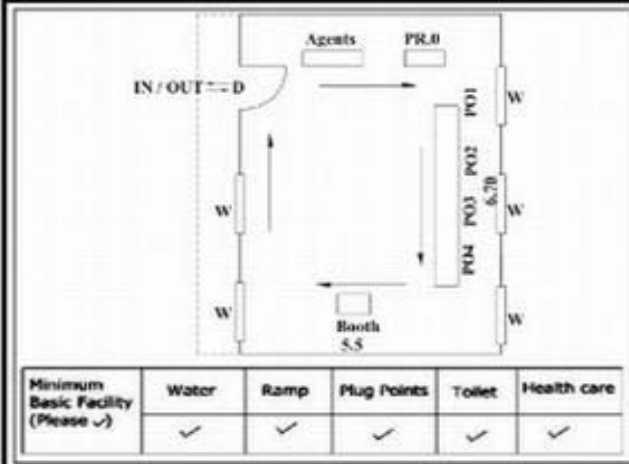 Agents PR.O
IN / OUT ⇆ D
W
PO1
PO2
W
W
PO3
6.70
W
PO4
W
W
Booth
5.5
Minimum Basic Facility (Please ✓) Water Ramp Plug Points Toilet Health care
✓ ✓ ✓ ✓ ✓